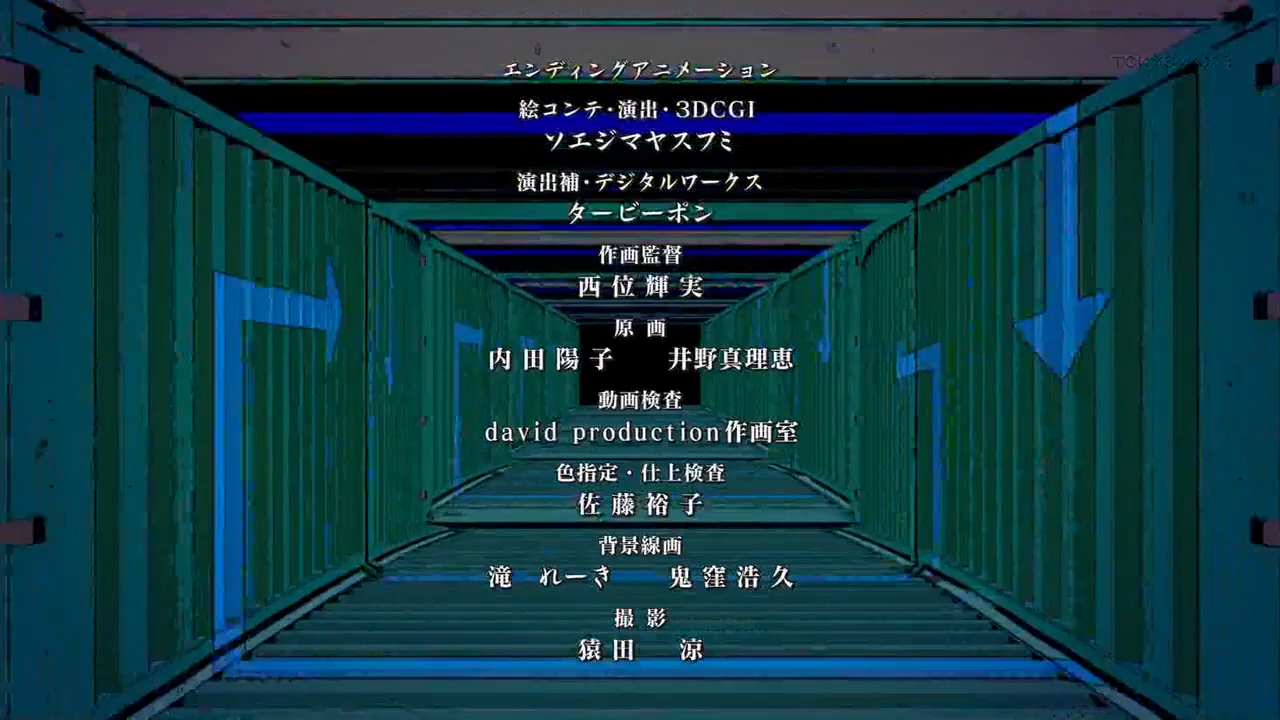 エンディングアニメーション
絵コンテ・演出・3DCGI
ソエジマヤスフミ
演出補・デジタルワークス
タービーポン
作画監督
西位輝実
原画
内田陽子 井野真理恵
動画検査
david production作画室
色指定・仕上検査
佐藤裕子
背景線画
滝 れーき 鬼窪浩久
撮影
猿田 涼